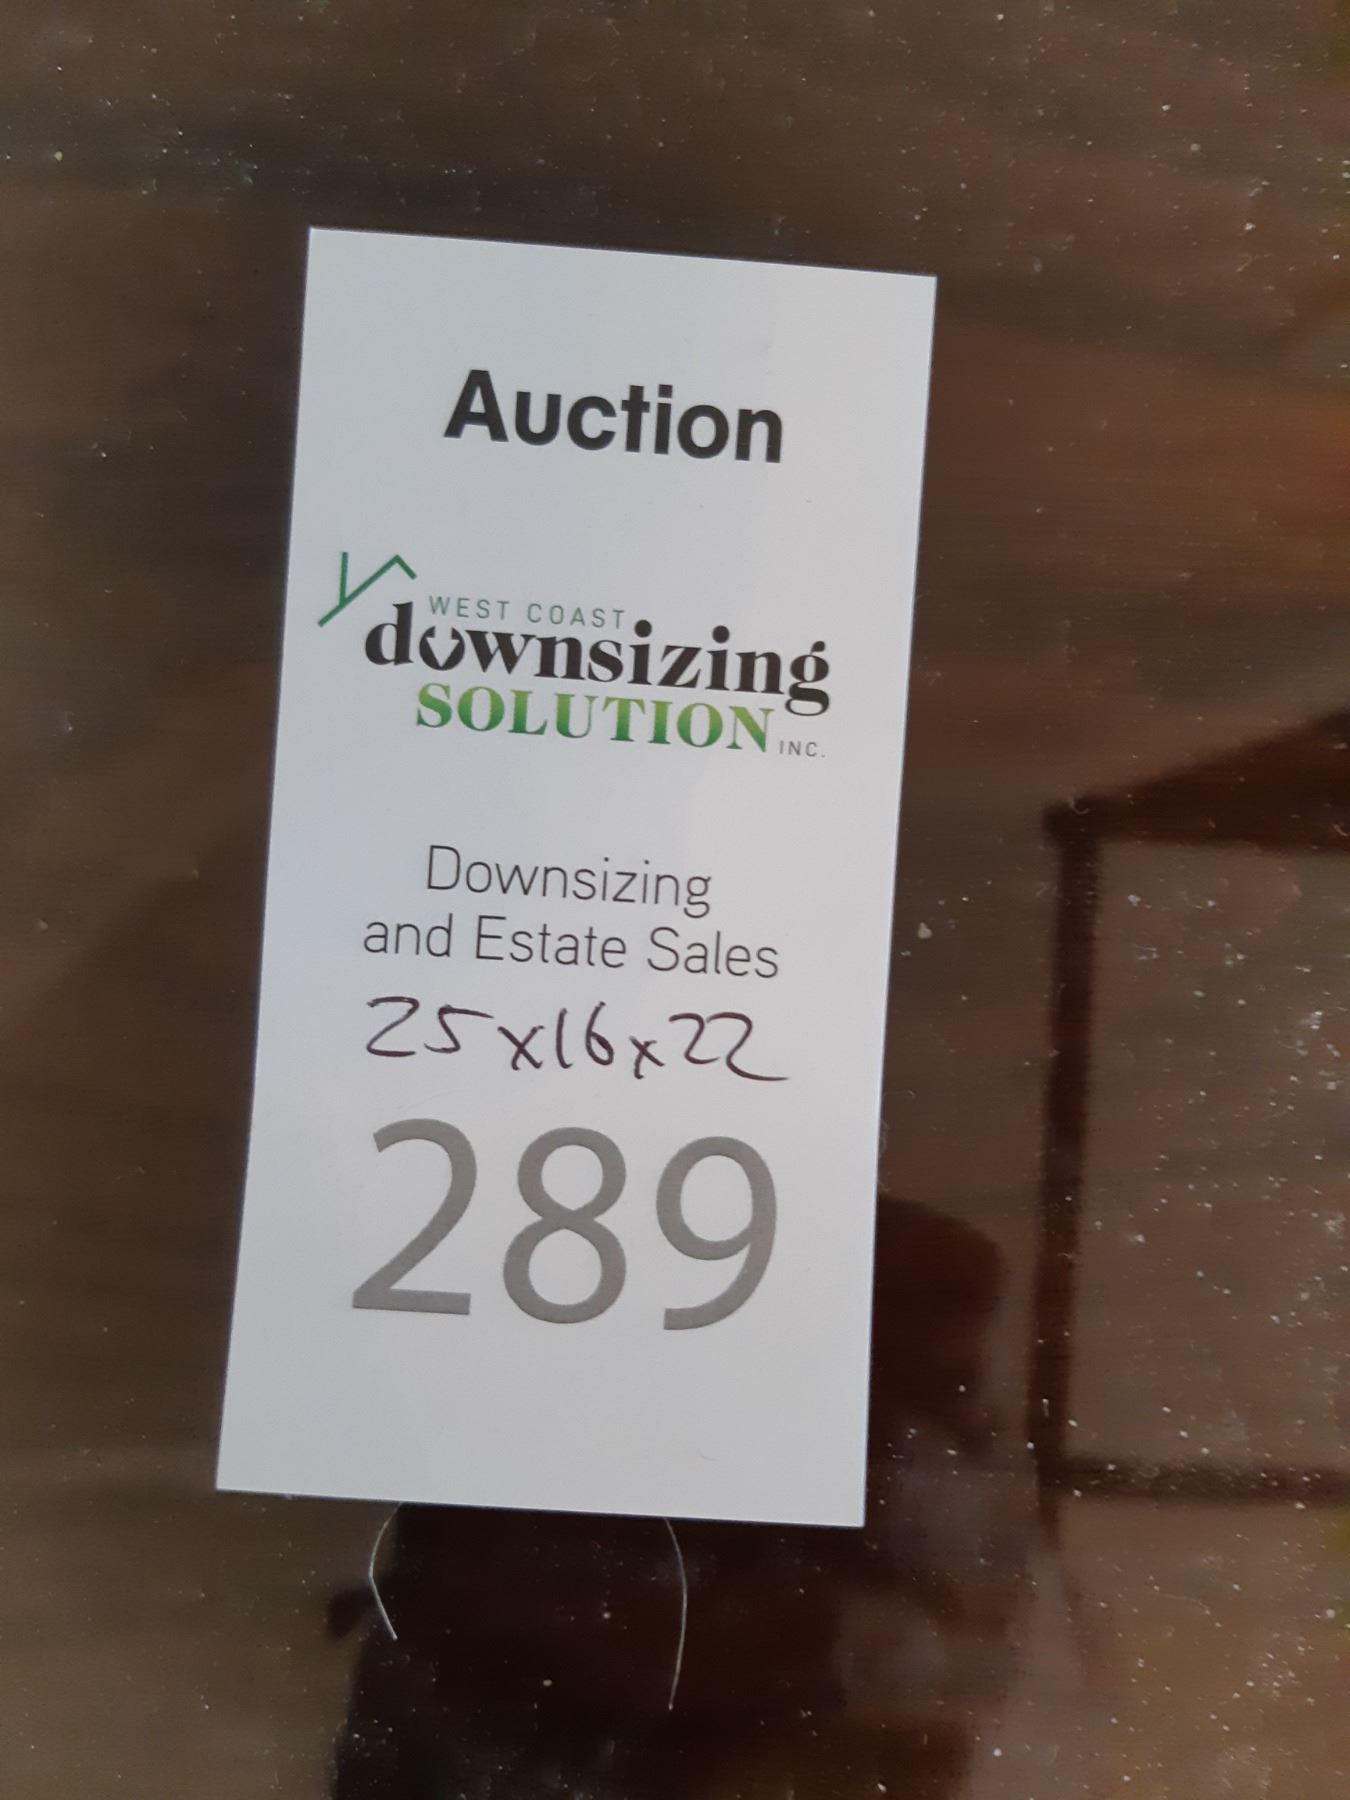 Auction
WEST COAST
downsizing
SOLUTION INC.
Downsizing
and Estate Sales
25x16x22
289